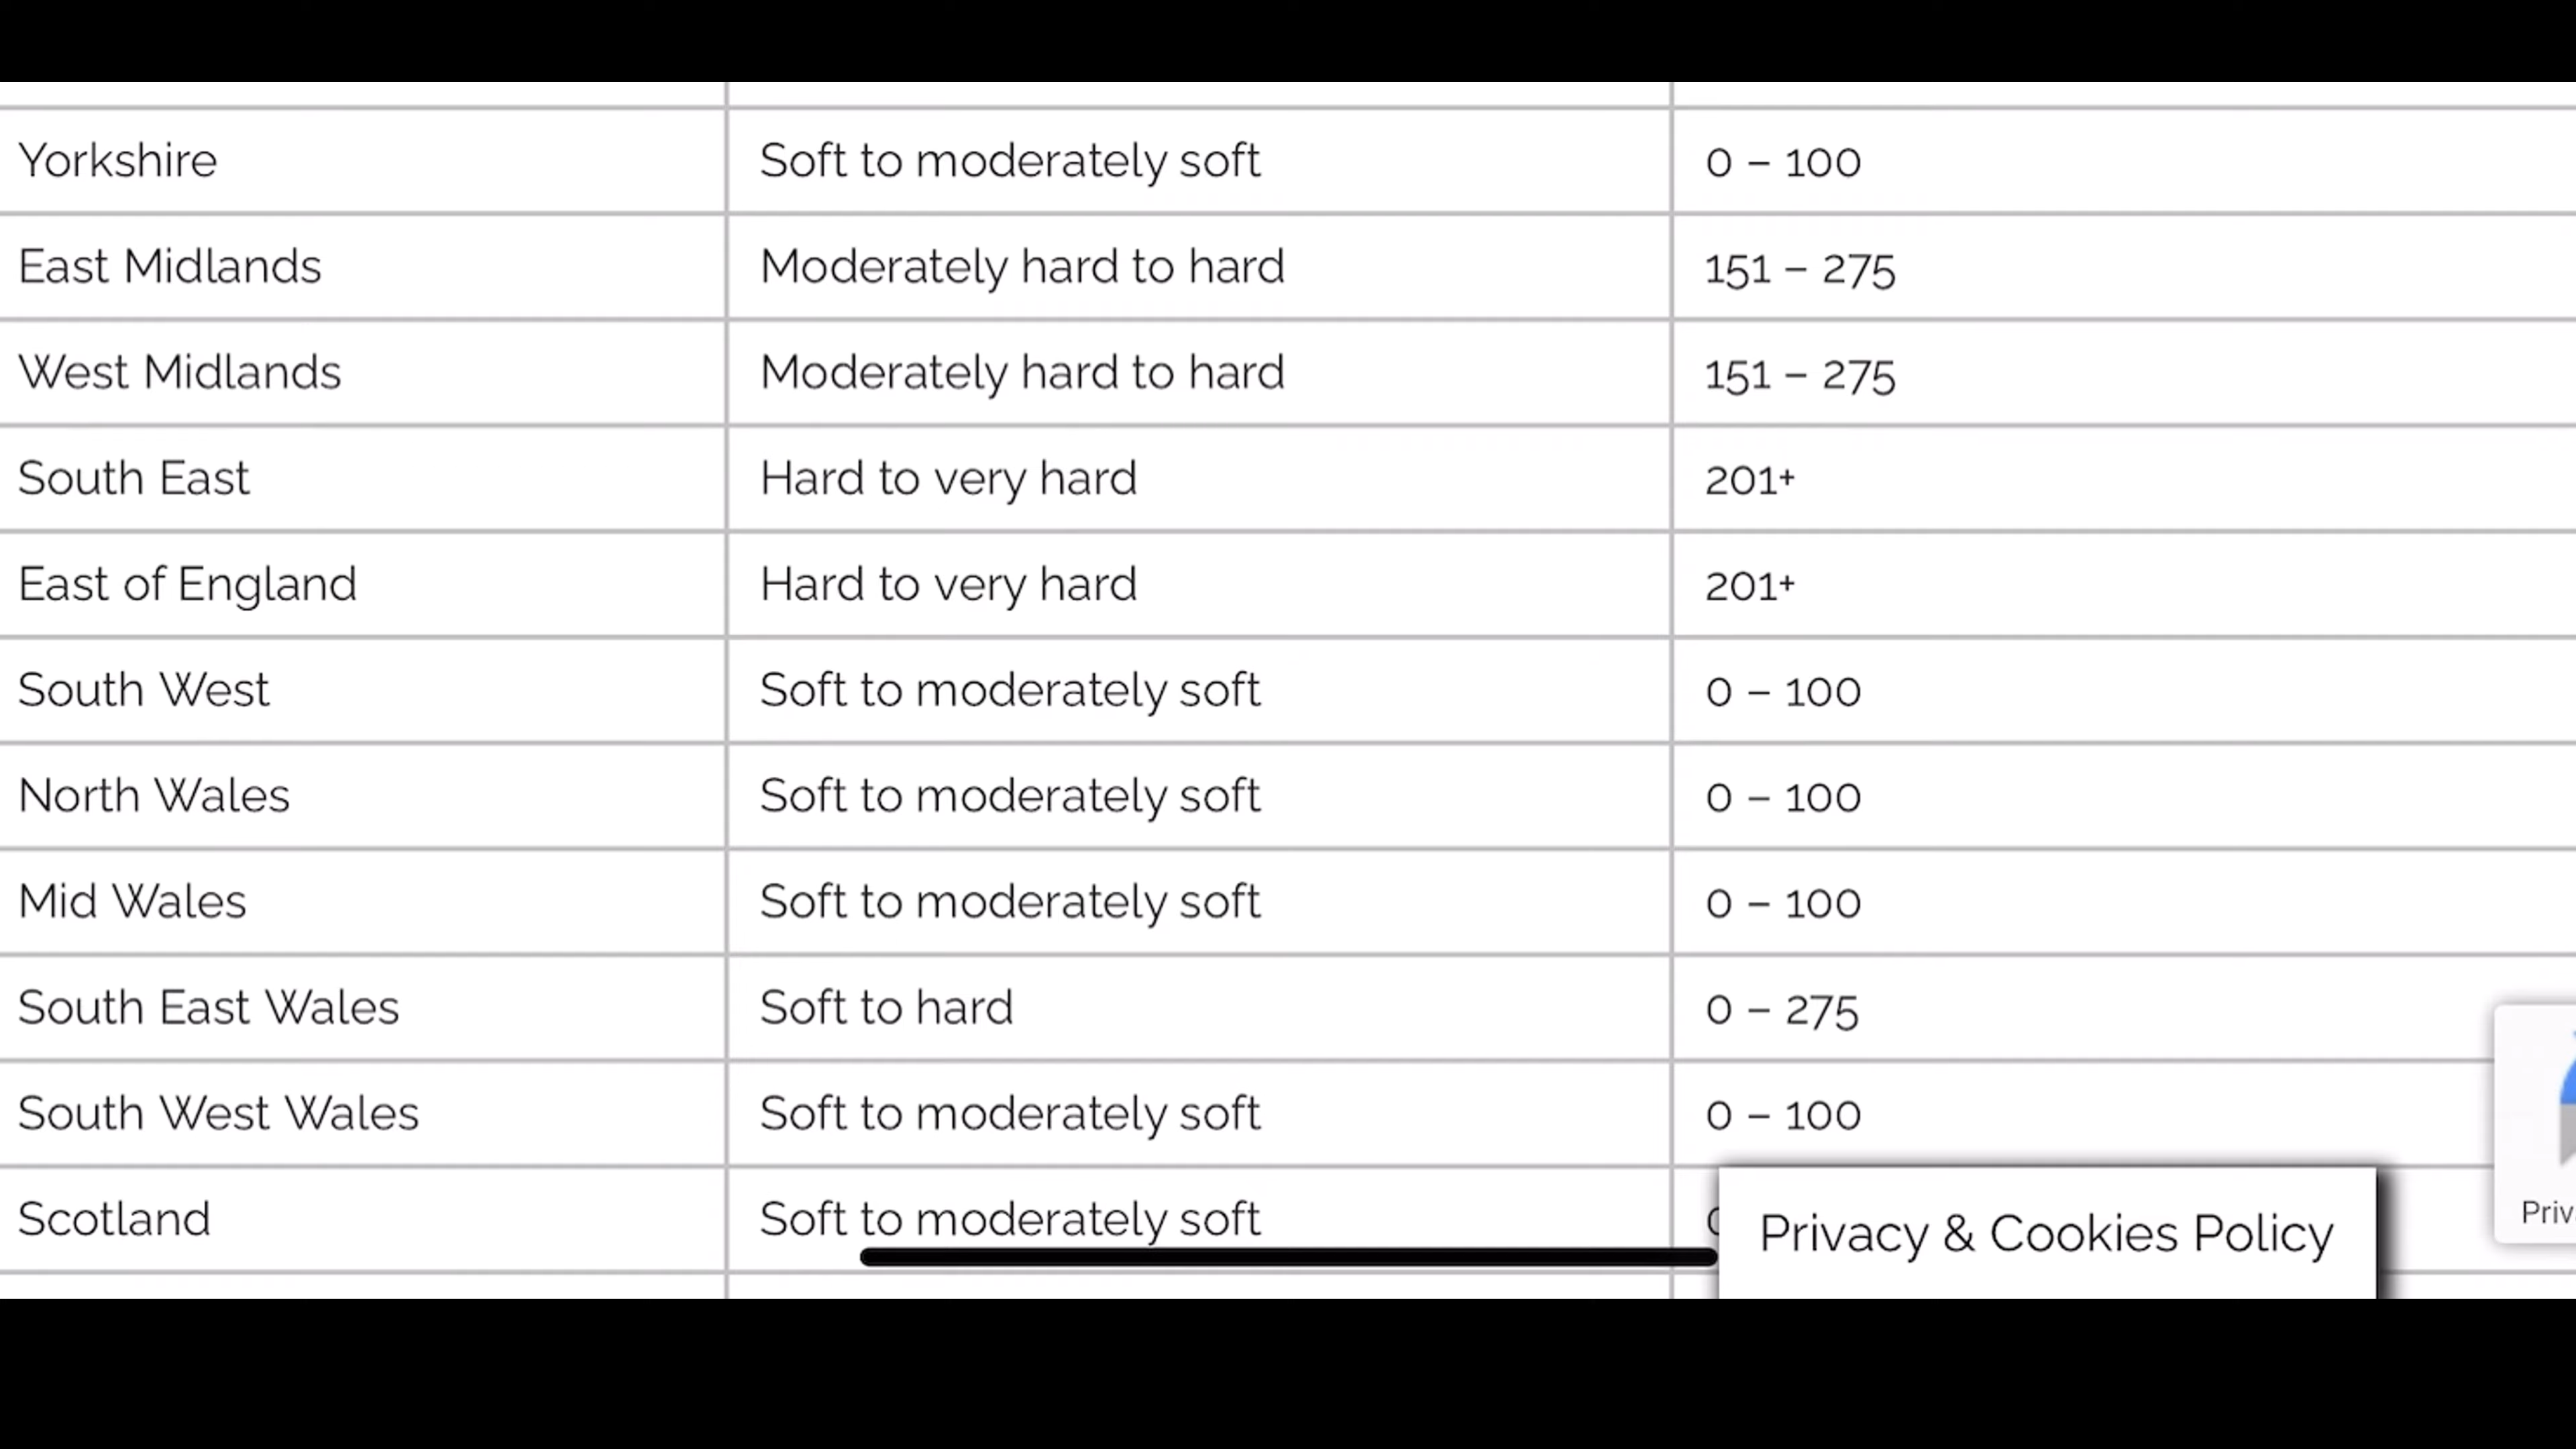 Yorkshire Soft to moderately soft 0 – 100
East Midlands Moderately hard to hard 151 – 275
West Midlands Moderately hard to hard 151 – 275
South East Hard to very hard 201+
East of England Hard to very hard 201+
South West Soft to moderately soft 0 – 100
North Wales Soft to moderately soft 0 – 100
Mid Wales Soft to moderately soft 0 – 100
South East Wales Soft to hard 0 – 275
South West Wales Soft to moderately soft 0 – 100
Scotland Soft to moderately soft
Privacy & Cookies Policy